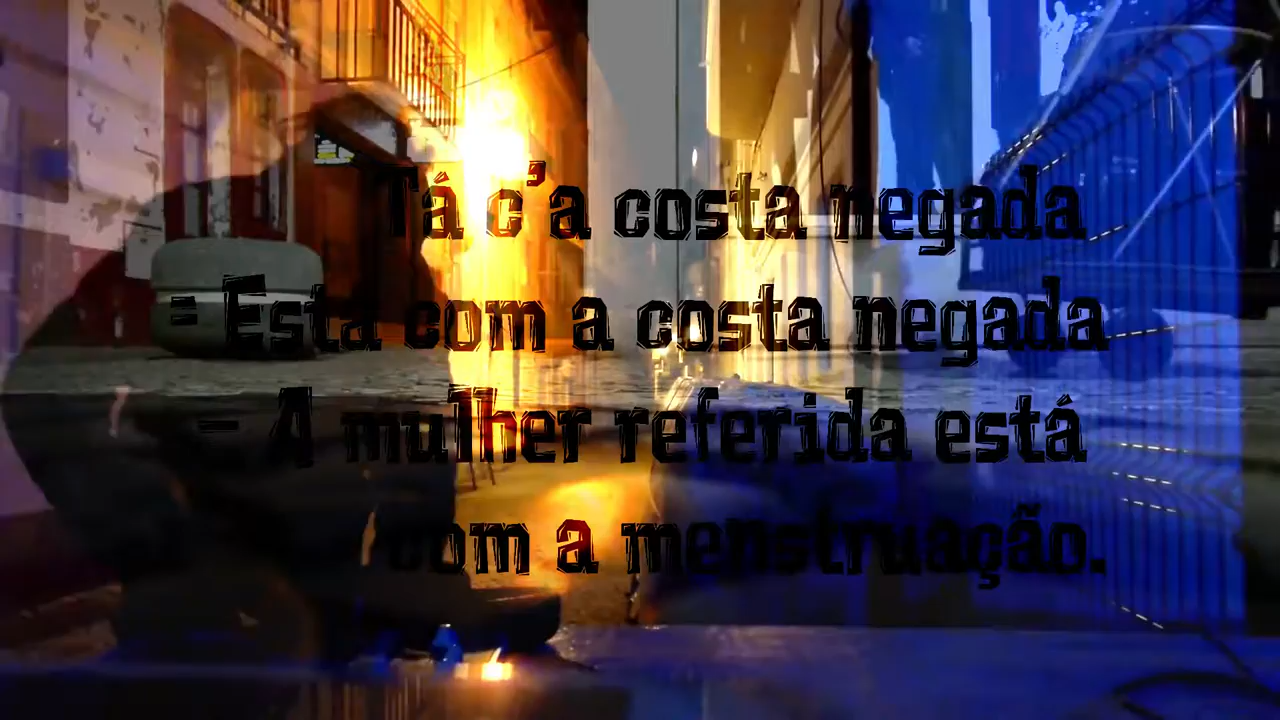 Tá c'a costa negada
= Esta com a costa negada
- A mulher referida está
com a menstruação.